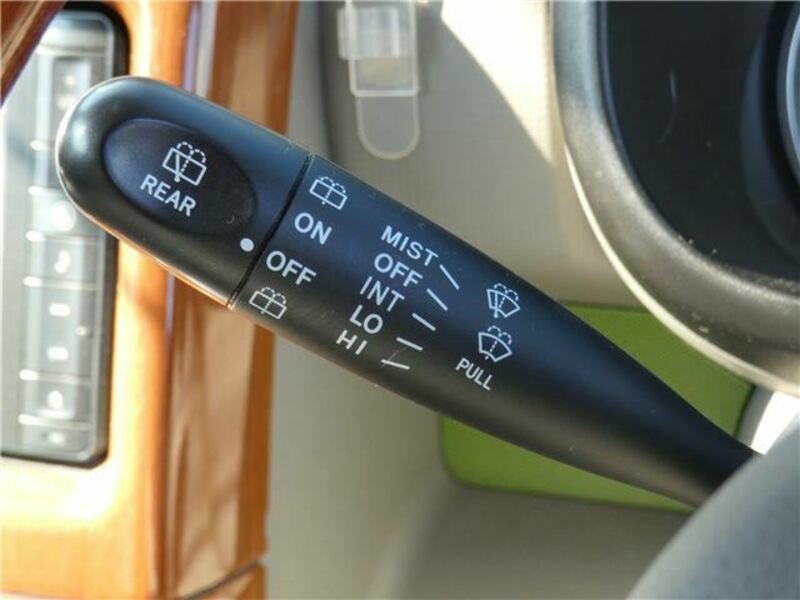 REAR
ON
OFF
MIST
OFF
INT
LO
HI
PULL